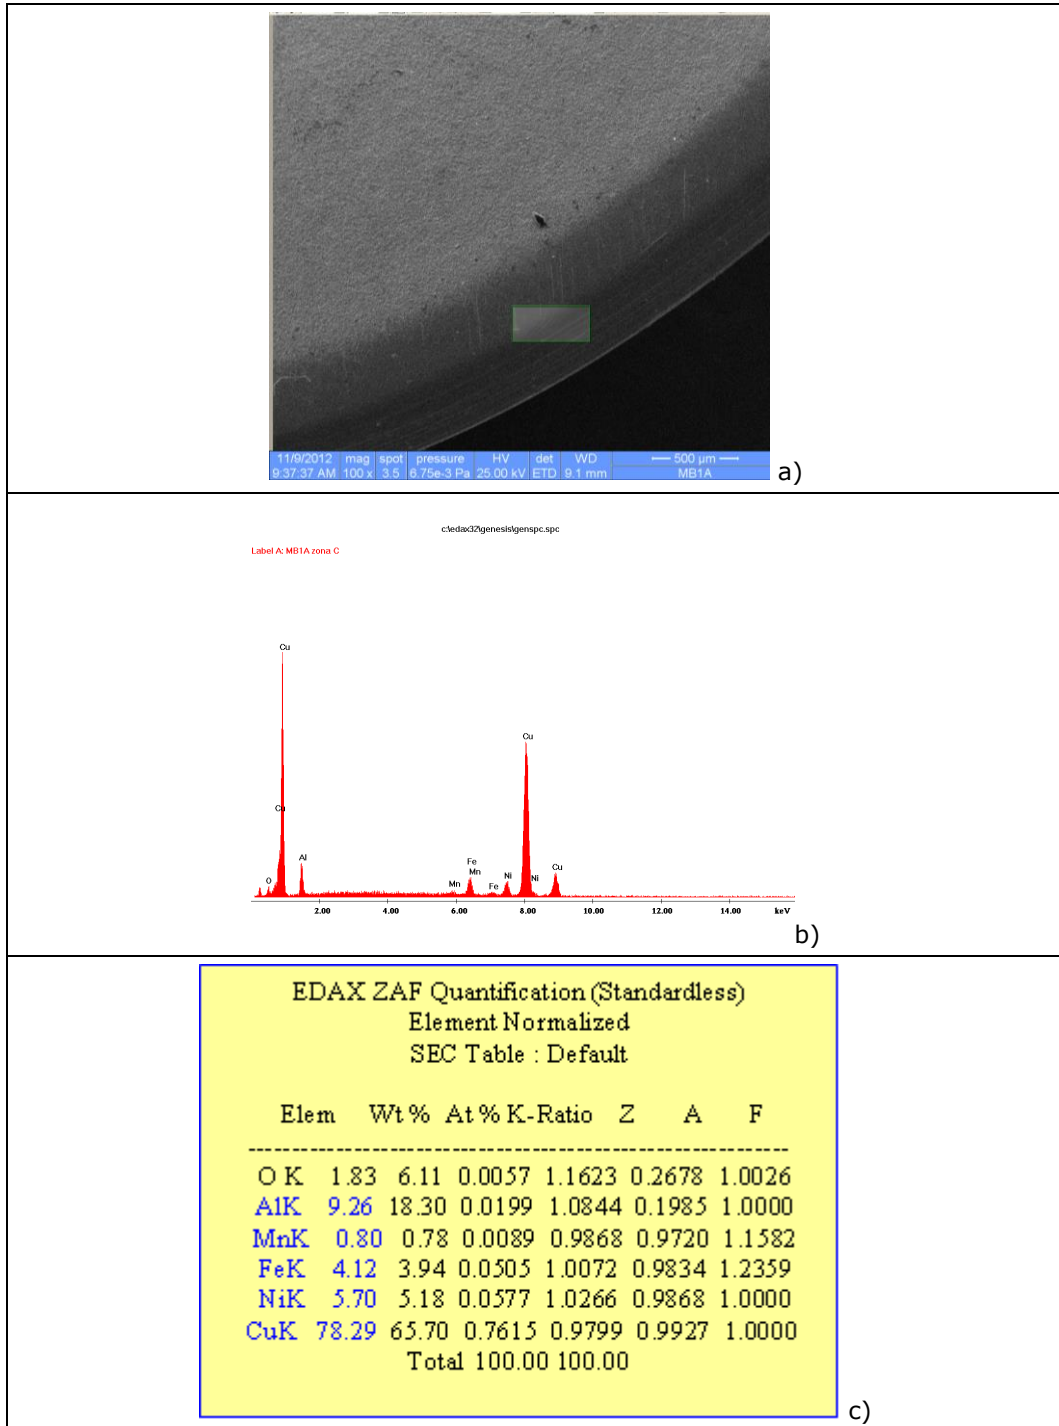 11/9/2012 mag spot pressure HV det WD — 500 µm —
9:37:37 AM 100 x 3.5 6.75e-3 Pa 25.00 kV ETD 9.1 mm MB1A
a)
c:\edax32\genesis\genspc.spc
Label A: MB1A zona C
Cu
Cu
Cu
O
Al
Mn
Fe
Mn
Fe
Ni
Ni
Cu
2.00 4.00 6.00 8.00 10.00 12.00 14.00 keV
b)
EDAX ZAF Quantification (Standardless)
Element Normalized
SEC Table : Default
Elem Wt % At % K-Ratio Z A F
O K 1.83 6.11 0.0057 1.1623 0.2678 1.0026
AlK 9.26 18.30 0.0199 1.0844 0.1985 1.0000
MnK 0.80 0.78 0.0089 0.9868 0.9720 1.1582
FeK 4.12 3.94 0.0505 1.0072 0.9834 1.2359
NiK 5.70 5.18 0.0577 1.0266 0.9868 1.0000
CuK 78.29 65.70 0.7615 0.9799 0.9927 1.0000
Total 100.00 100.00
c)